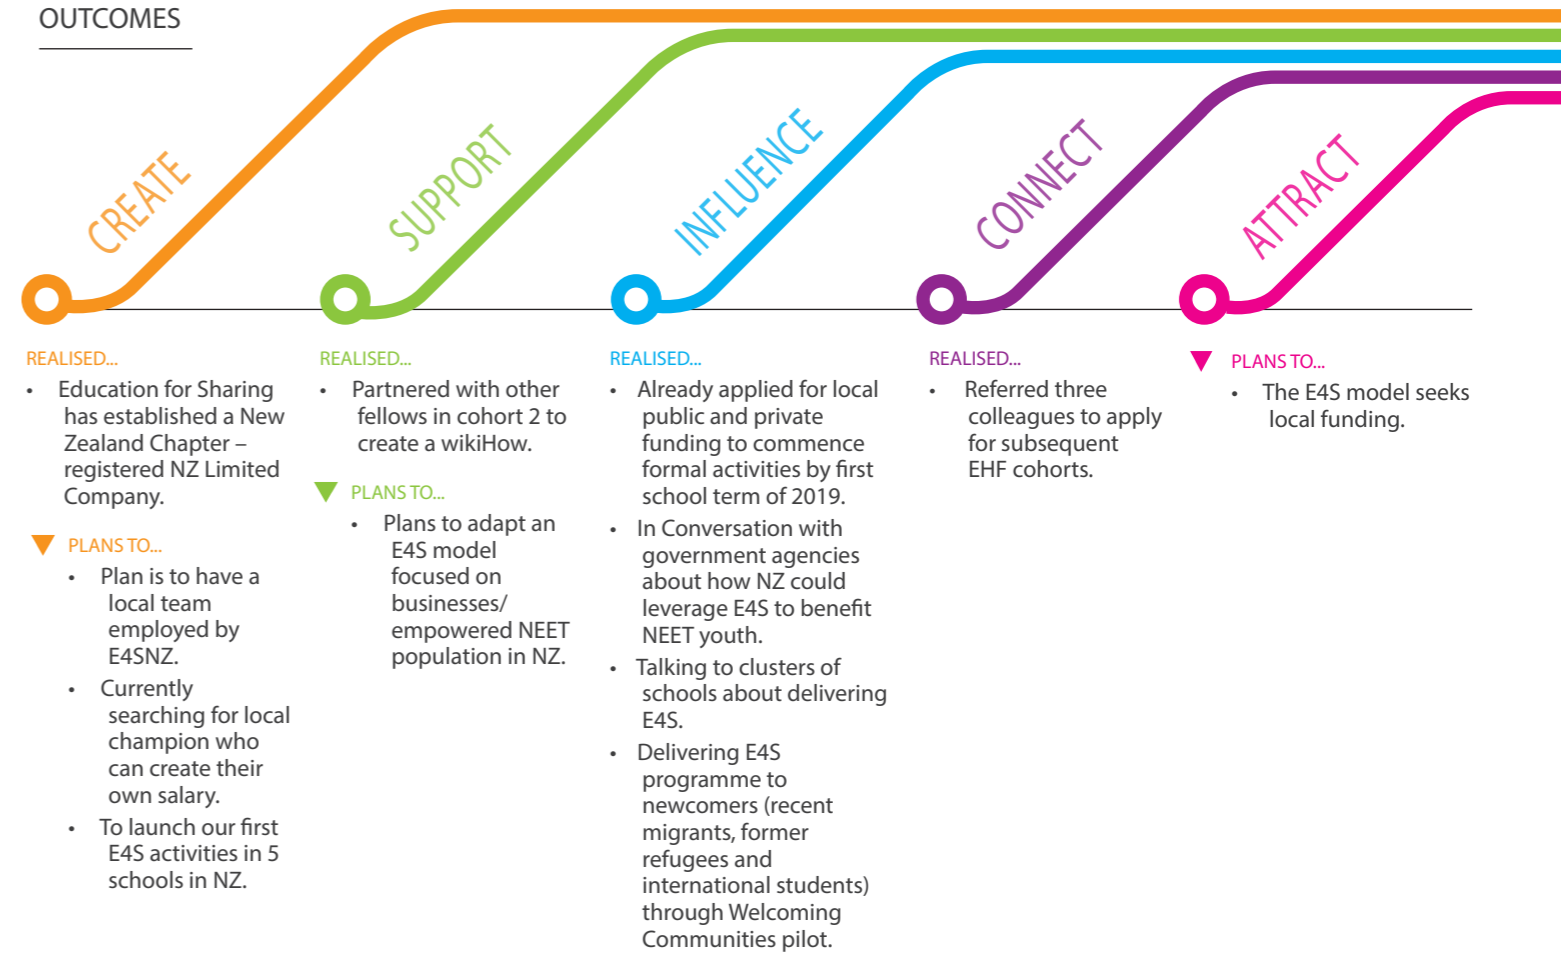 OUTCOMES
CREATE
SUPPORT
INFLUENCE
CONNECT
ATTRACT
REALISED...
• Education for Sharing
has established a New
Zealand Chapter –
registered NZ Limited
Company.
PLANS TO...
• Plan is to have a
local team
employed by
E4SNZ.
• Currently
searching for local
champion who
can create their
own salary.
• To launch our first
E4S activities in 5
schools in NZ.
REALISED...
• Partnered with other
fellows in cohort 2 to
create a wikiHow.
PLANS TO...
• Plans to adapt an
E4S model
focused on
businesses/
empowered NEET
population in NZ.
REALISED...
• Already applied for local
public and private
funding to commence
formal activities by first
school term of 2019.
• In Conversation with
government agencies
about how NZ could
leverage E4S to benefit
NEET youth.
• Talking to clusters of
schools about delivering
E4S.
• Delivering E4S
programme to
newcomers (recent
migrants, former
refugees and
international students)
through Welcoming
Communities pilot.
REALISED...
• Referred three
colleagues to apply
for subsequent
EHF cohorts.
PLANS TO...
• The E4S model seeks
local funding.